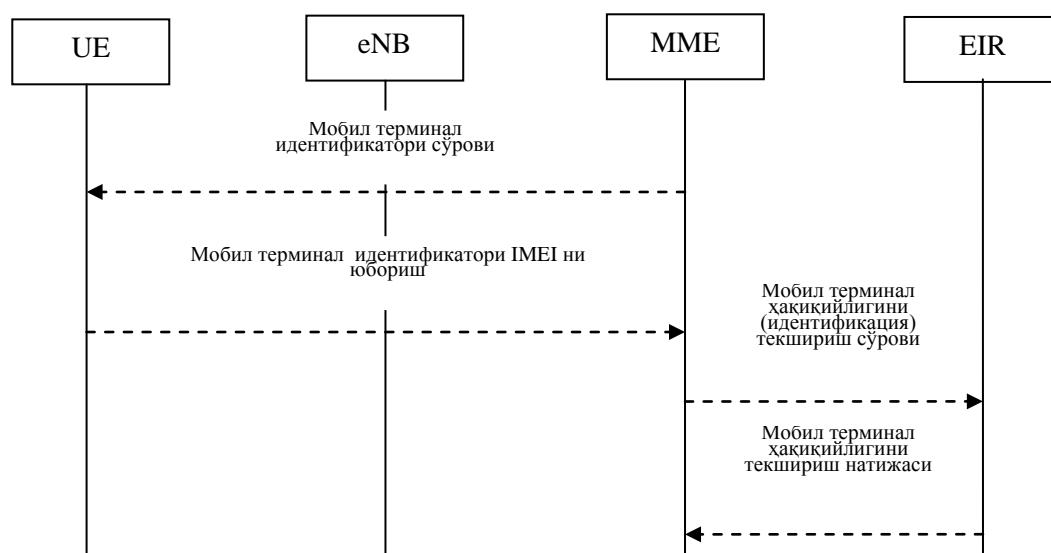 UE
eNB
MME
EIR
Мобил терминал
идентификатори сўрови
Мобил терминал идентификатори IMEI ни
юбориш
Мобил терминал
ҳақиқийлигини
(идентификация)
текшириш сўрови
Мобил терминал
ҳақиқийлигини
текшириш натижаси